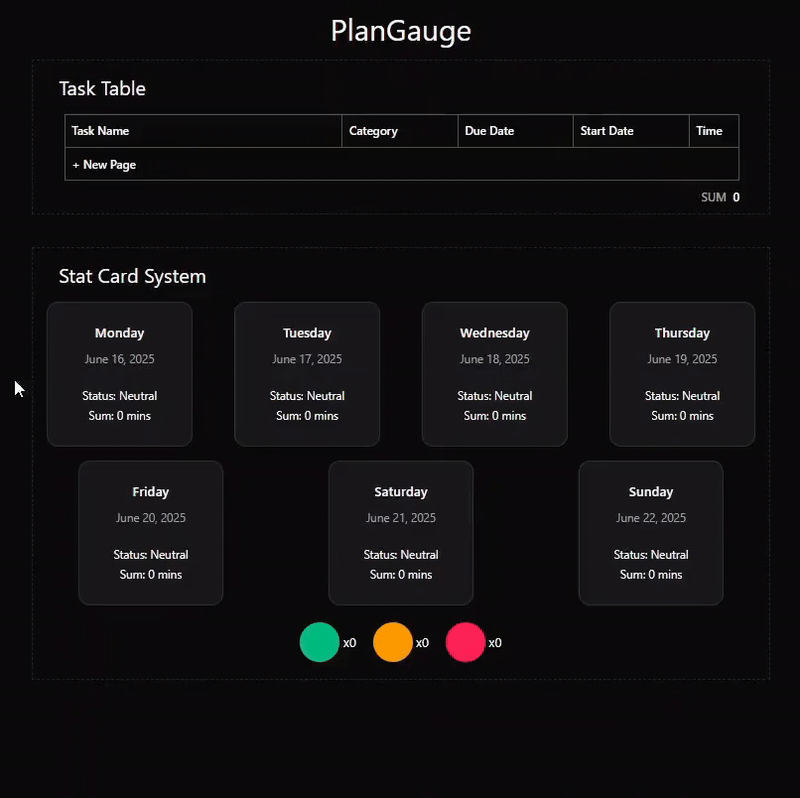 PlanGauge
Task Table
Task Name Category Due Date Start Date Time
+ New Page
SUM 0
Stat Card System
Monday
June 16, 2025
Status: Neutral
Sum: 0 mins
Tuesday
June 17, 2025
Status: Neutral
Sum: 0 mins
Wednesday
June 18, 2025
Status: Neutral
Sum: 0 mins
Thursday
June 19, 2025
Status: Neutral
Sum: 0 mins
Friday
June 20, 2025
Status: Neutral
Sum: 0 mins
Saturday
June 21, 2025
Status: Neutral
Sum: 0 mins
Sunday
June 22, 2025
Status: Neutral
Sum: 0 mins
x0 x0 x0